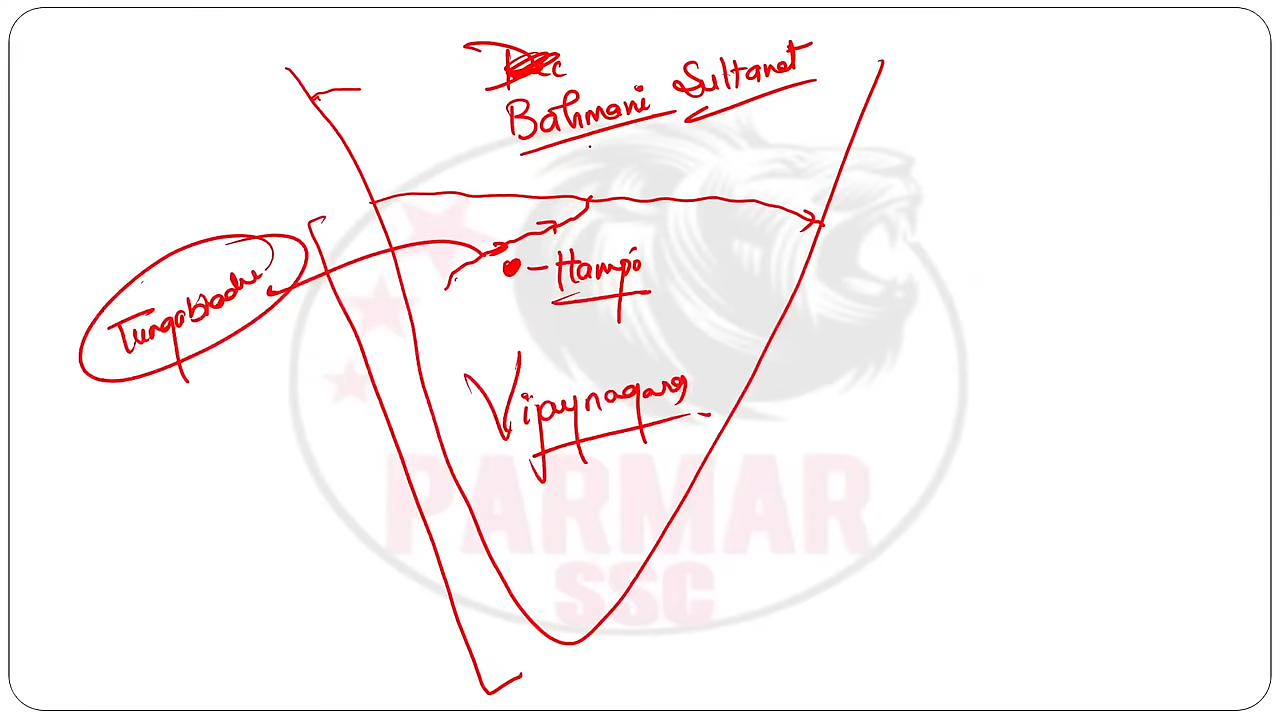 Bahmani Sultanat
- Hampi
Tungabhadra
Vijaynagara
PARMAR
SSC